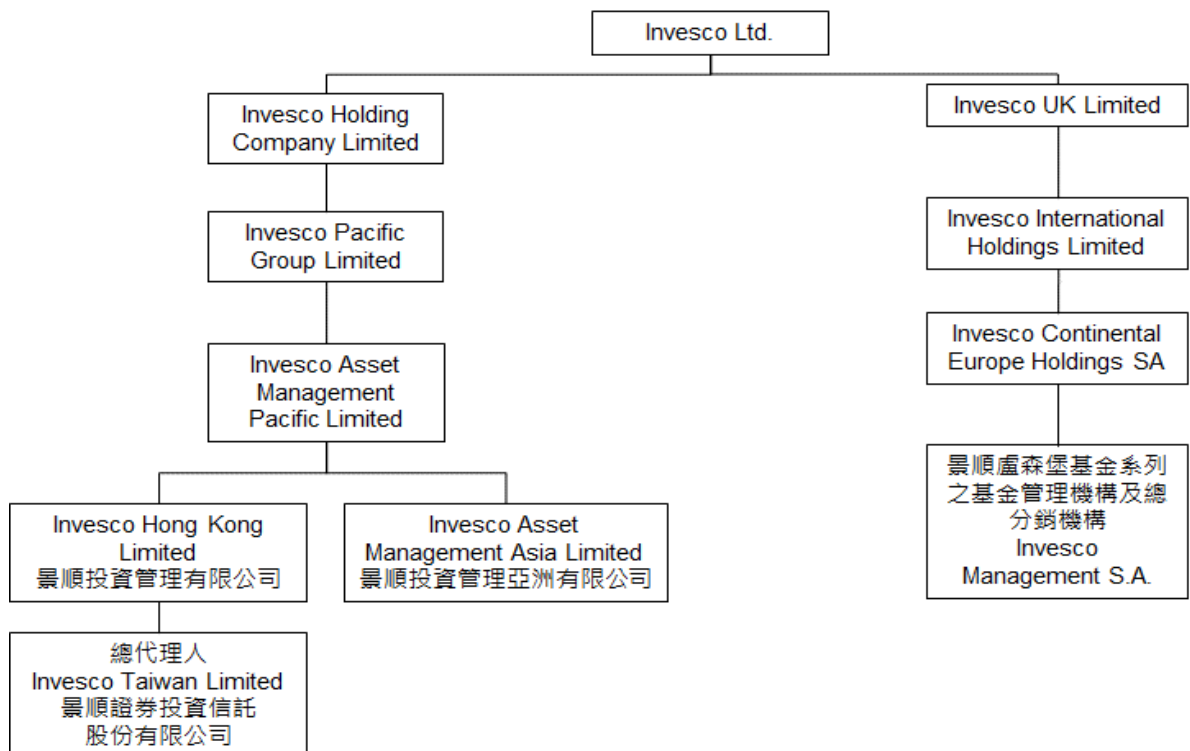 Invesco Ltd.
Invesco Holding
Company Limited
Invesco UK Limited
Invesco Pacific
Group Limited
Invesco International
Holdings Limited
Invesco Asset
Management
Pacific Limited
Invesco Continental
Europe Holdings SA
Invesco Hong Kong
Limited
景順投資管理有限公司
Invesco Asset
Management Asia Limited
景順投資管理亞洲有限公司
景順盧森堡基金系列
之基金管理機構及總
分銷機構
Invesco
Management S.A.
總代理人
Invesco Taiwan Limited
景順證券投資信託
股份有限公司